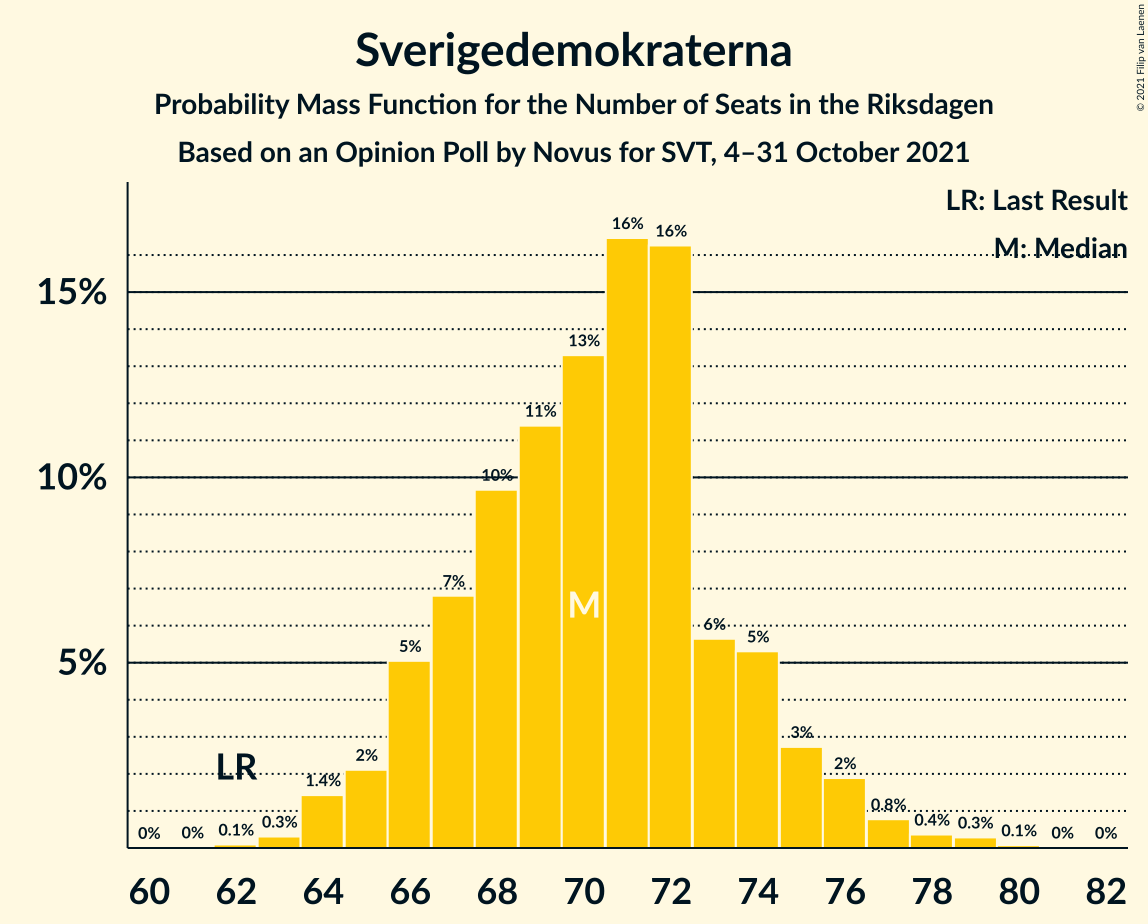 Sverigedemokraterna
Probability Mass Function for the Number of Seats in the Riksdagen
Based on an Opinion Poll by Novus for SVT, 4–31 October 2021
© 2021 Filip van Laenen
LR: Last Result
M: Median
15%
10%
5%
0% 0% 0.1% 0.3% 1.4% 2% 5% 7% 10% 11% 13% 16% 16% 6% 5% 3% 2% 0.8% 0.4% 0.3% 0.1% 0% 0%
LR
M
60 62 64 66 68 70 72 74 76 78 80 82